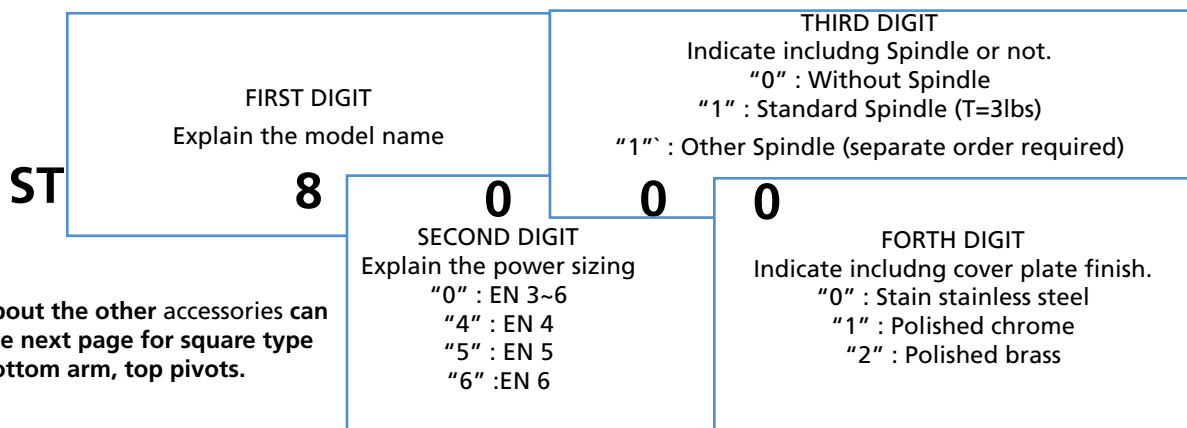 FIRST DIGIT
Explain the model name
THIRD DIGIT
Indicate includng Spindle or not.
“0” : Without Spindle
“1” : Standard Spindle (T=3lbs)
“1”` : Other Spindle (separate order required)
ST 8 0 0 0
SECOND DIGIT
Explain the power sizing
“0” : EN 3~6
“4” : EN 4
“5” : EN 5
“6” :EN 6
FORTH DIGIT
Indicate includng cover plate finish.
“0” : Stain stainless steel
“1” : Polished chrome
“2” : Polished brass
the other accessories can
next page for square type
arm, top pivots.